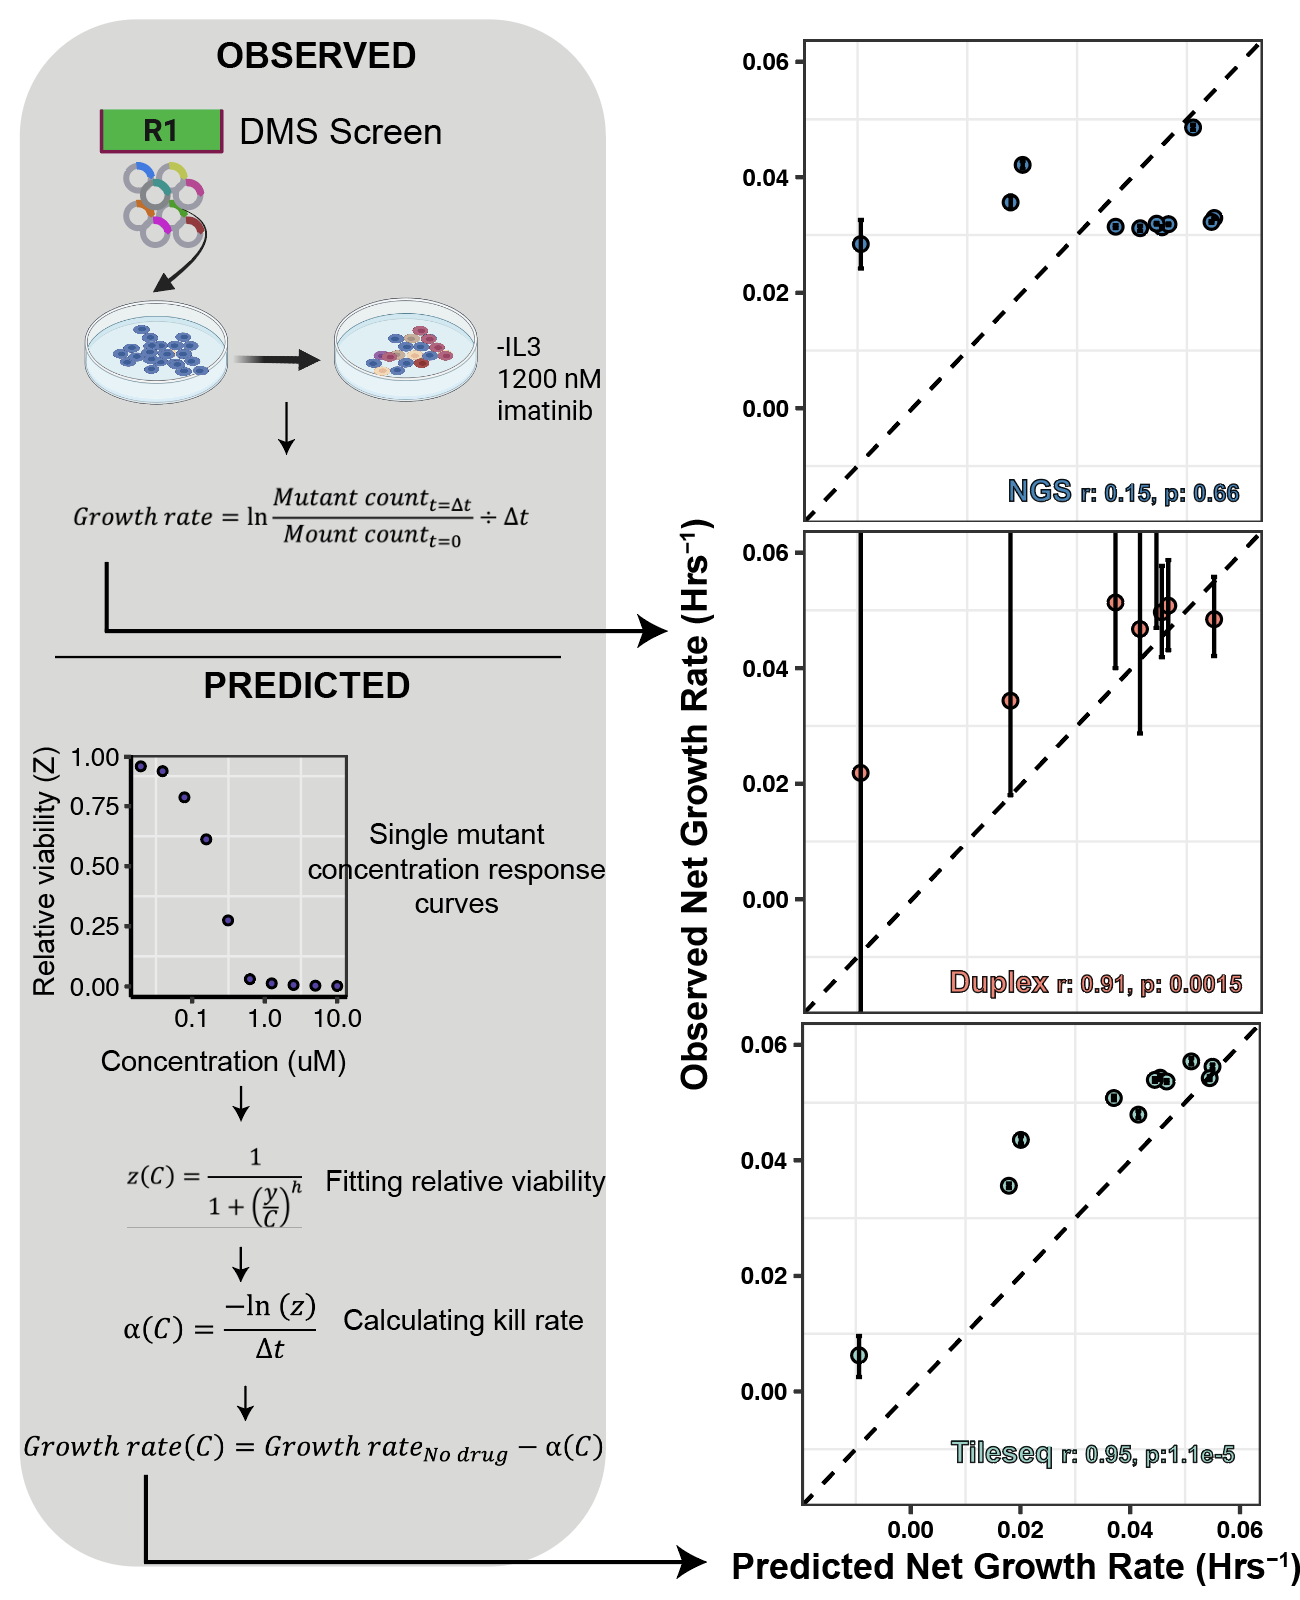 OBSERVED
R1
DMS Screen
-IL3
1200 nM
imatinib
Growth rate = ln Mutant count_{t=Δt} / Mount count_{t=0} ÷ Δt
PREDICTED
Relative viability (Z)
1.00
0.75
0.50
0.25
0.00
0.1
1.0
10.0
Concentration (uM)
Single mutant
concentration response
curves
z(C) = 1 / 1 + (y/C)^h
Fitting relative viability
α(C) = −ln (z) / Δt
Calculating kill rate
Growth rate(C) = Growth rate_{No drug} − α(C)
Observed Net Growth Rate (Hrs⁻¹)
0.06
0.04
0.02
0.00
NGS r: 0.15, p: 0.66
0.06
0.04
0.02
0.00
Duplex r: 0.91, p: 0.0015
0.06
0.04
0.02
0.00
Tileseq r: 0.95, p:1.1e-5
0.00
0.02
0.04
0.06
Predicted Net Growth Rate (Hrs⁻¹)